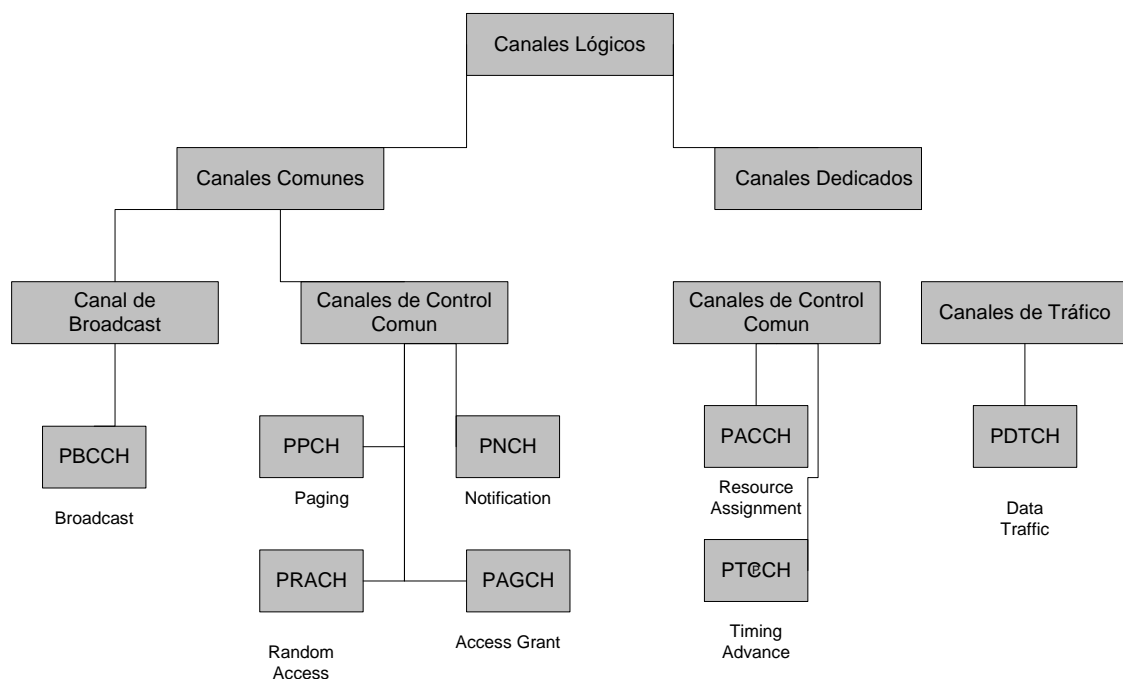 Canales Lógicos
Canales Comunes
Canales Dedicados
Canal de
Broadcast
Canales de Control
Comun
Canales de Control
Comun
Canales de Tráfico
PBCCH
Broadcast
PPCH
Paging
PNCH
Notification
PRACH
Random
Access
PAGCH
Access Grant
PACCH
Resource
Assignment
PTCCH
Timing
Advance
PDTCH
Data
Traffic